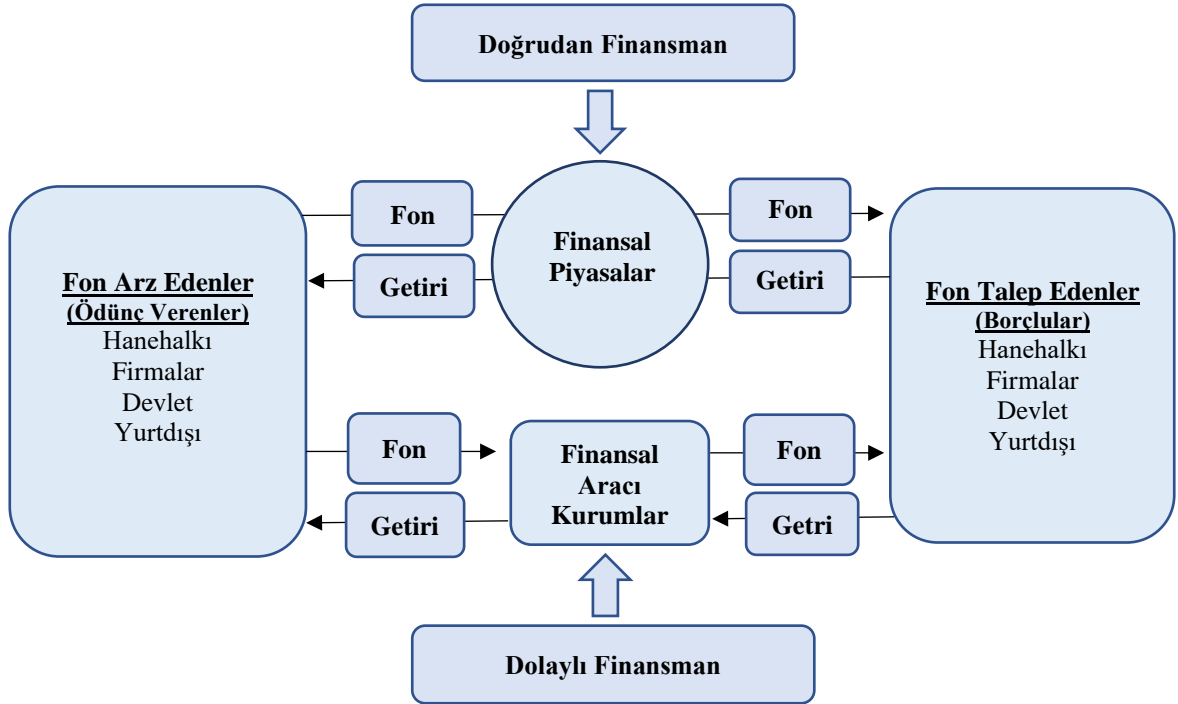 Doğrudan Finansman
Fon
Fon
Finansal
Piyasalar
Getiri
Getiri
Fon Arz Edenler
(Ödünç Verenler)
Hanehalkı
Firmalar
Devlet
Yurtdışı
Fon Talep Edenler
(Borçlular)
Hanehalkı
Firmalar
Devlet
Yurtdışı
Fon
Finansal
Aracı
Kurumlar
Fon
Getiri
Getri
Dolaylı Finansman